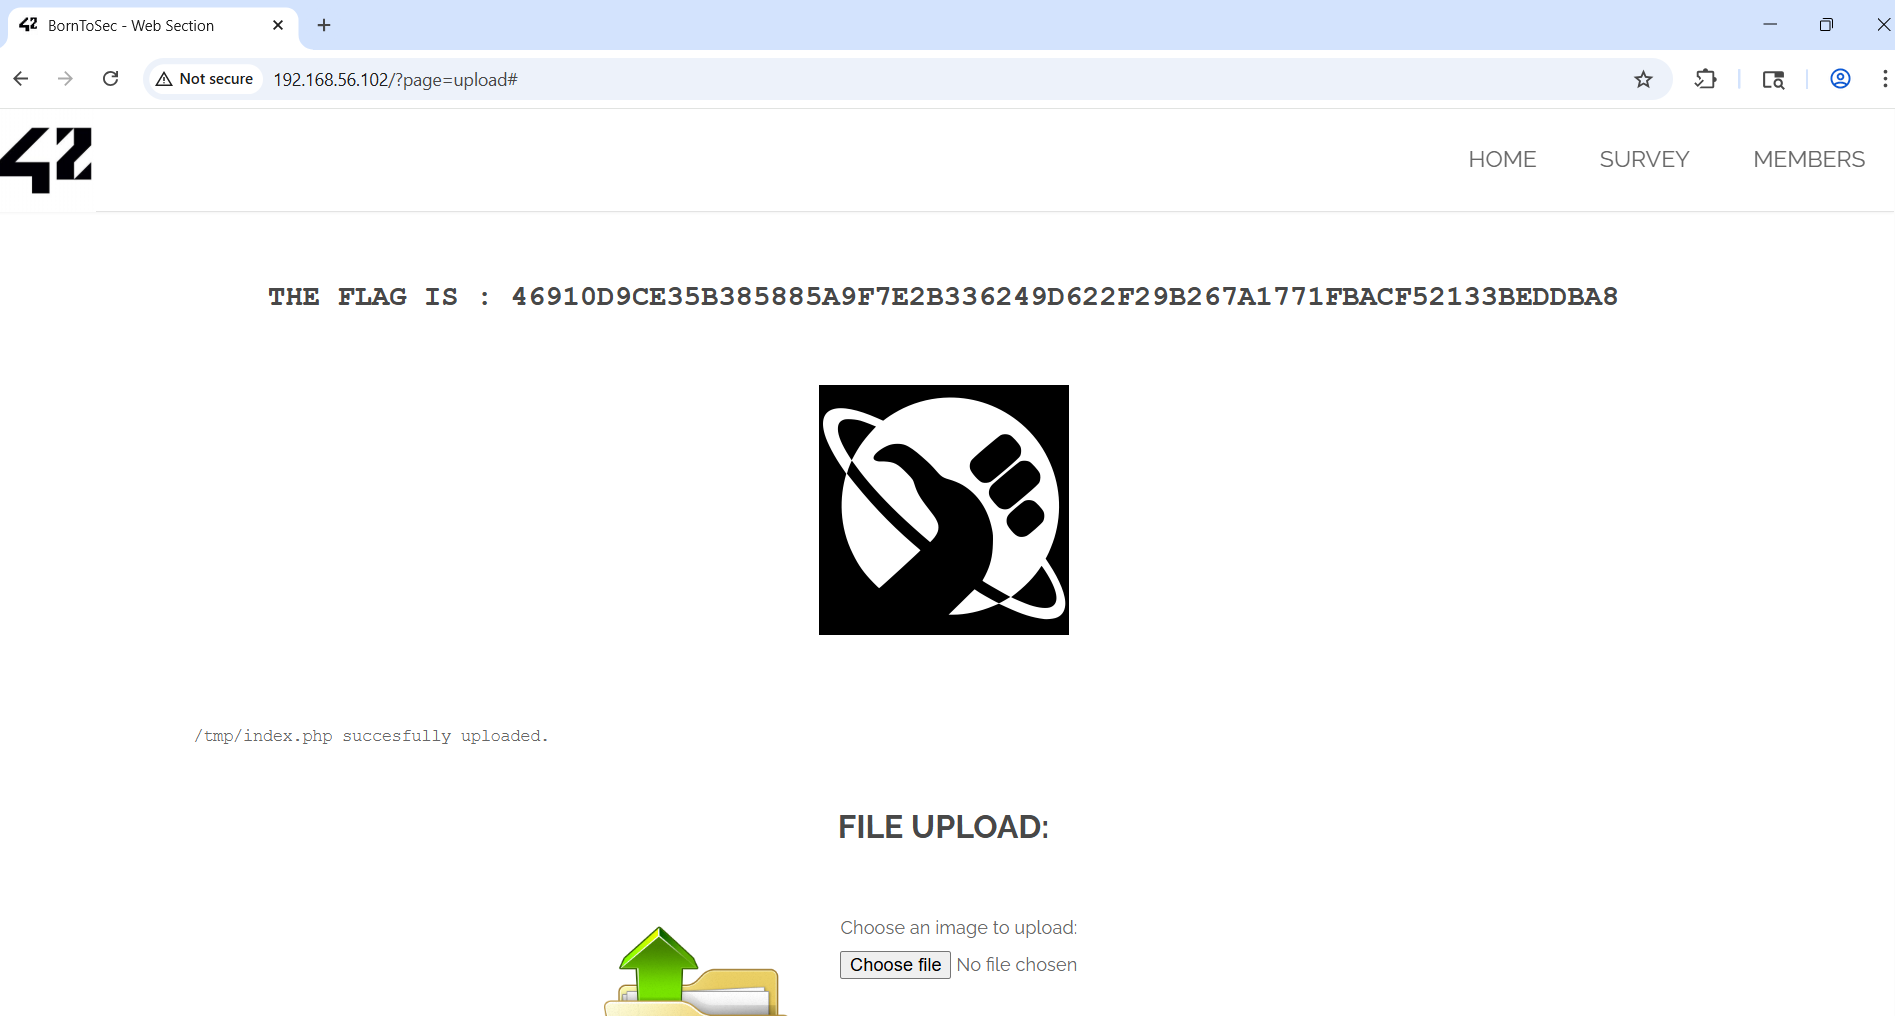 42 BornToSec - Web Section
Not secure 192.168.56.102/?page=upload#
42
HOME SURVEY MEMBERS
THE FLAG IS : 46910D9CE35B385885A9F7E2B336249D622F29B267A1771FBACF52133BEDDBA8
/tmp/index.php succesfully uploaded.
FILE UPLOAD:
Choose an image to upload:
Choose file No file chosen